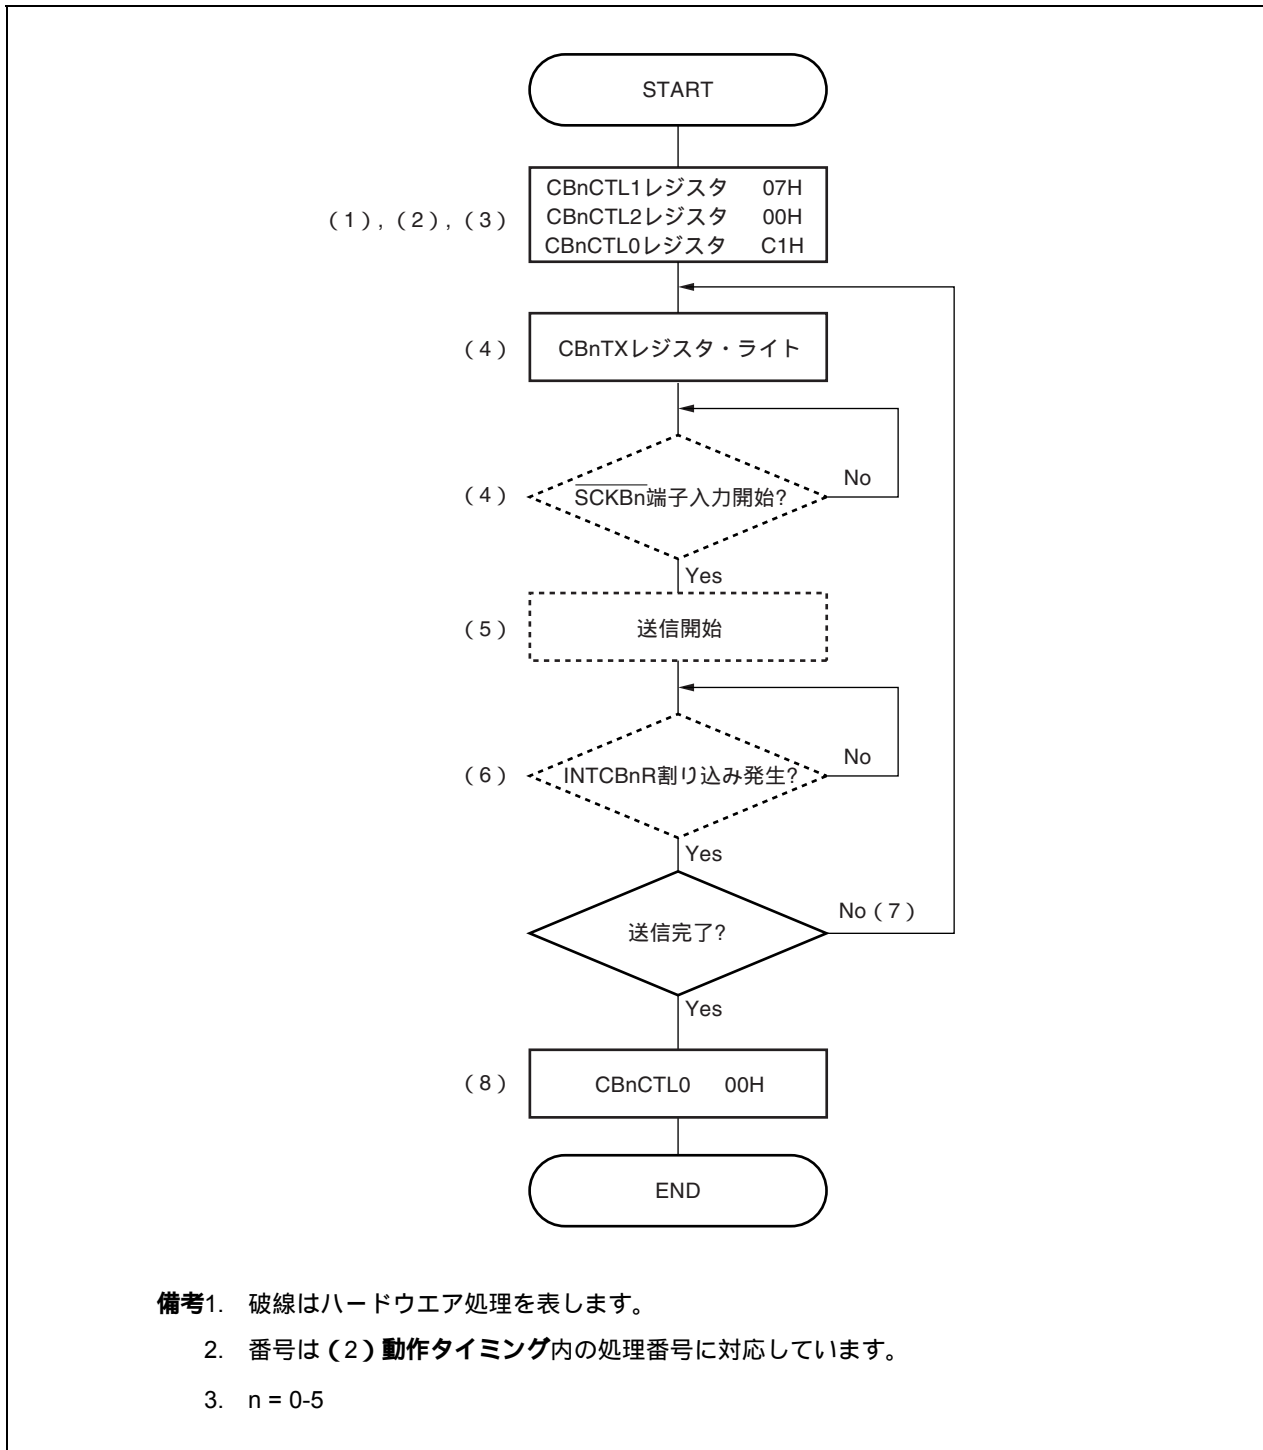 START
(1), (2), (3)
CBnCTL1レジスタ 07H
CBnCTL2レジスタ 00H
CBnCTL0レジスタ C1H
(4)
CBnTXレジスタ・ライト
(4)
SCKBn端子入力開始?
No
Yes
(5)
送信開始
(6)
INTCBnR割り込み発生?
No
Yes
送信完了?
No(7)
Yes
(8)
CBnCTL0 00H
END
備考1. 破線はハードウエア処理を表します。
2. 番号は(2)動作タイミング内の処理番号に対応しています。
3. n = 0-5